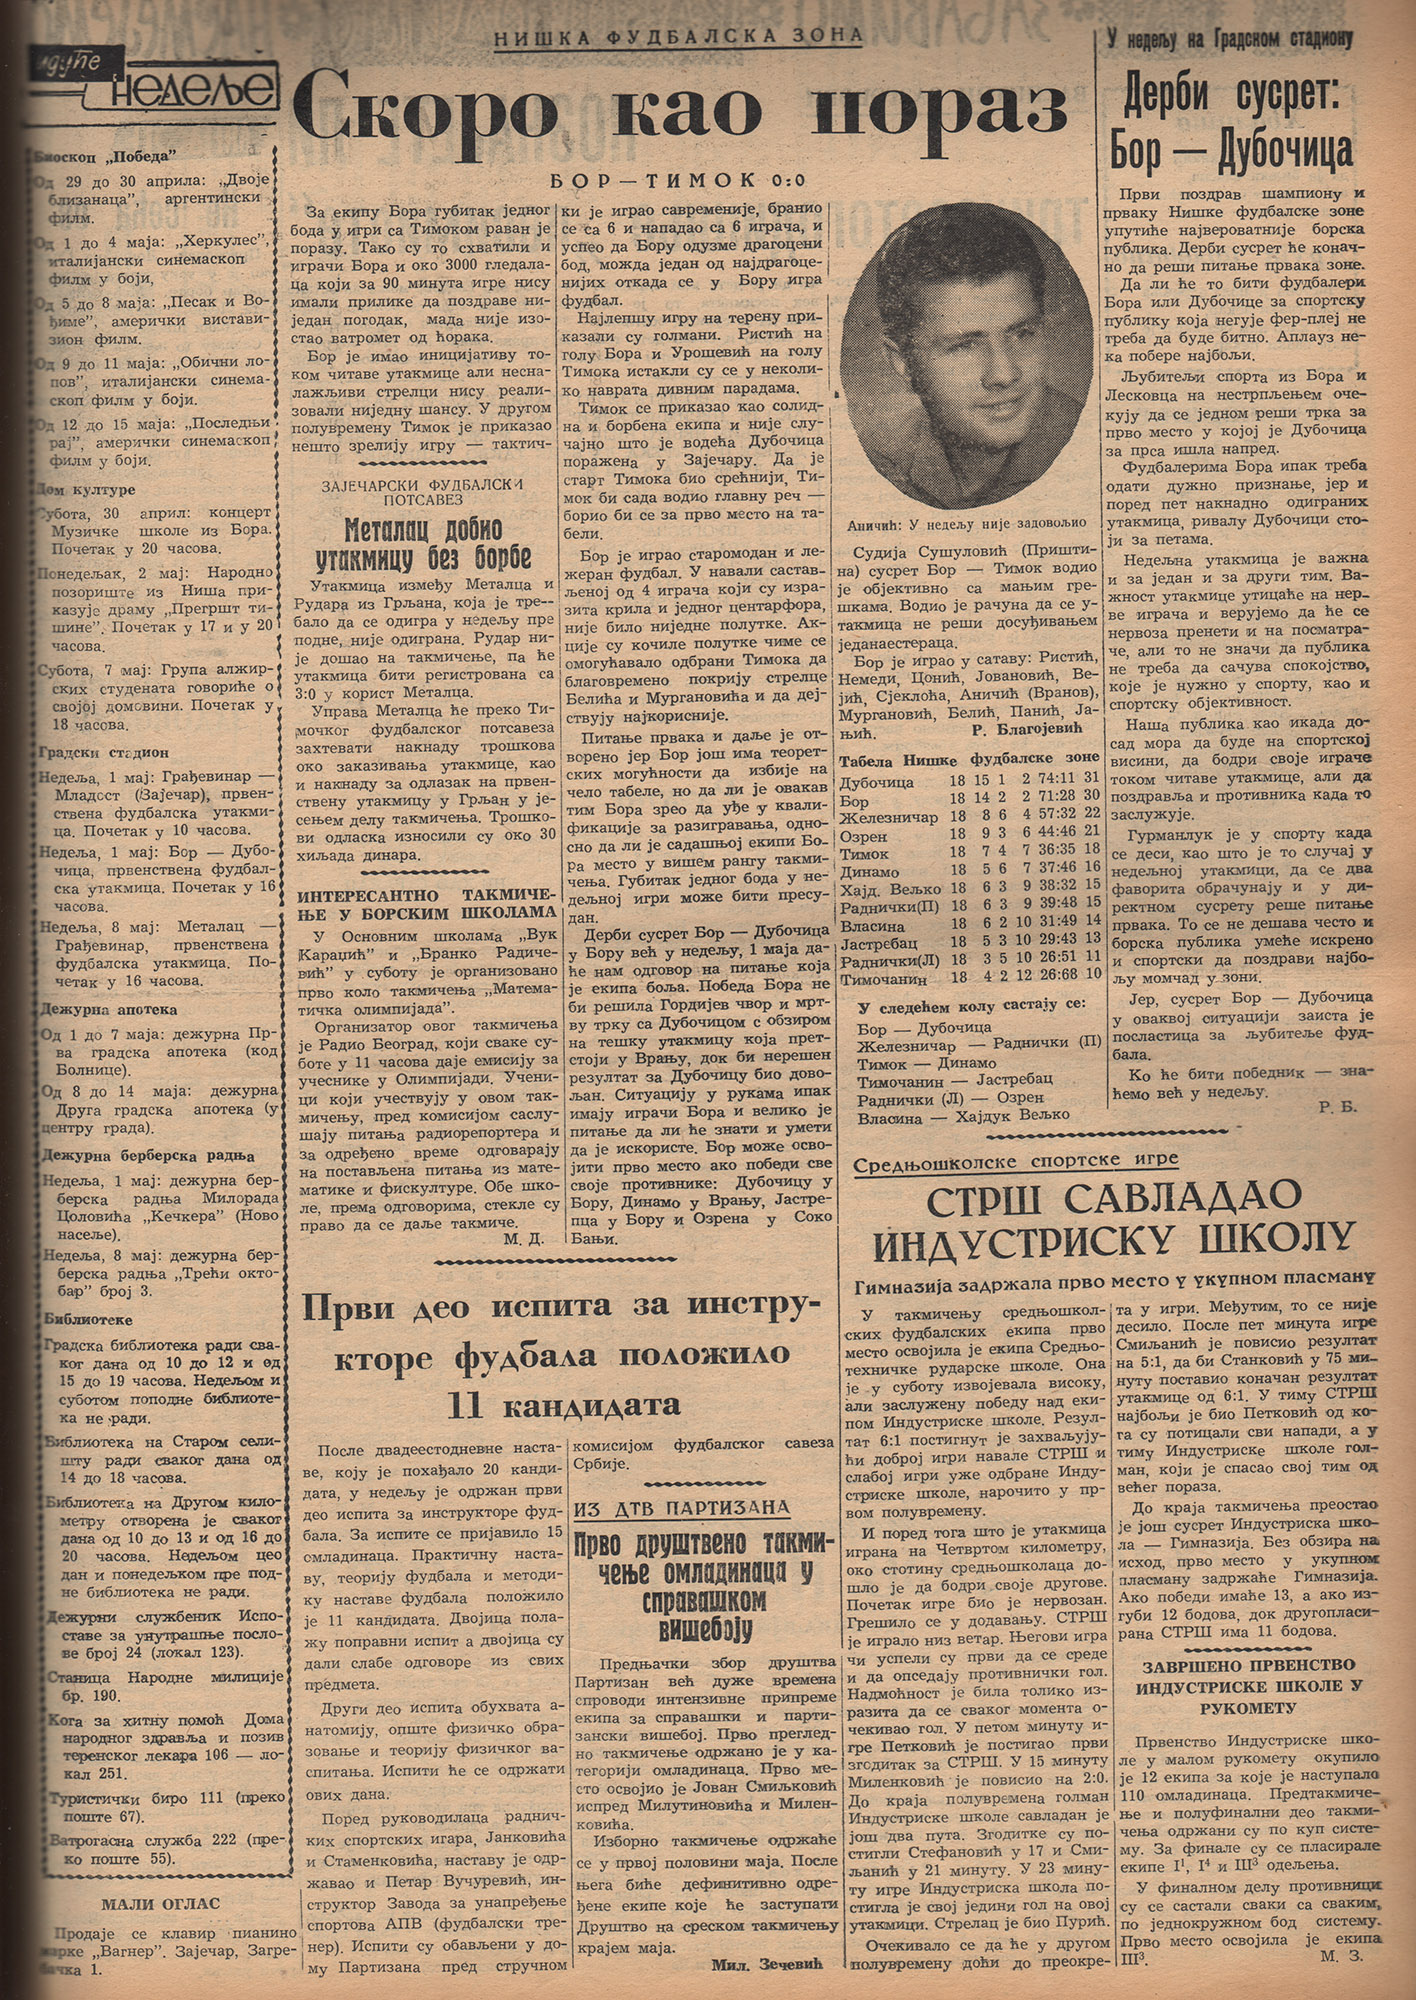 идуће
НЕДЕЉЕ
Биоскоп „Победа”
Од 29 до 30 априла: „Двоје
близанаца”, аргентински
филм.
Од 1 до 4 маја: „Херкулес”,
италијански синемаскоп
филм у боји,
Од 5 до 8 маја: „Песак и Во-
ђиме”, амерички вистави-
зион филм.
Од 9 до 11 маја: „Обични ло-
пов”, италијански синема-
скоп филм у боји.
Од 12 до 15 маја: „Последњи
рај”, амерички синемаскоп
филм у боји.
Дом културе
Субота, 30 април: концерт
Музичке школе из Бора.
Почетак у 20 часова.
Понедељак, 2 мај: Народно
позориште из Ниша при-
казује драму „Прегршт ти-
шине”. Почетак у 17 и у 20
часова.
Субота, 7 мај: Група алжир-
ских студената говориће о
својој домовини. Почетак у
18 часова.
Градски стадион
Недеља, 1 мај: Грађевинар —
Младост (Зајечар), првен-
ствена фудбалска утакми-
ца. Почетак у 10 часова.
Недеља, 1 мај: Бор — Дубо-
чица, првенствена фудбал-
ска утакмица. Почетак у 16
часова.
Недеља, 8 мај: Металац —
Грађевинар, првенствена
фудбалска утакмица. По-
четак у 16 часова.
Дежурна апотека
Од 1 до 7 маја: дежурна Пр-
ва градска апотека (код
Болнице).
Од 8 до 14 маја: дежурна
Друга градска апотека (у
центру града).
Дежурна берберска радња
Недеља, 1 мај: дежурна бер-
берска радња Милорада
Цоловића „Кечкера” (Ново
насеље).
Недеља, 8 мај: дежурна бер-
берска радња „Трећи окто-
бар” број 3.
Библиотеке
Градска библиотека ради сва-
ког дана од 10 до 12 и од
15 до 19 часова. Недељом и
суботом поподне библиоте-
ка не ради.
Библиотека на Старом сели-
шту ради сваког дана од
14 до 18 часова.
Библиотека на Другом кило-
метру отворена је сваког
дана од 10 до 13 и од 16 до
20 часова. Недељом цео
дан и понедељком пре под-
не библиотека не ради.
Дежурни службеник Испо-
ставе за унутрашње посло-
ве број 24 (локал 123).
Станица Народне милиције
бр. 190.
Кола за хитну помоћ Дома
народног здравља и позив
теренског лекара 106 — ло-
кал 251.
Туристички биро 111 (преко
поште 67).
Ватрогасна служба 222 (пре-
ко поште 55).
МАЛИ ОГЛАС
Продаје се клавир пианино
марке „Вагнер”. Зајечар, Загре-
бачка 1.
НИШКА ФУДБАЛСКА ЗОНА
Скоро као пораз
БОР — ТИМОК 0:0
За екипу Бора губитак једног
бода у игри са Тимоком раван је
поразу. Тако су то схватили и
играчи Бора и око 3000 гледала-
ца који за 90 минута игре нису
имали прилике да поздраве ни-
један погодак, мада није изо-
стао ватромет од ћорака.
Бор је имао иницијативу то-
ком читаве утакмице али несна-
лажљиви стрелци нису реали-
зовали ниједну шансу. У другом
полувремену Тимок је приказао
нешто зрелију игру — тактич-
ки је играо савременије, бранио
се са 6 и нападао са 6 играча, и
успео да Бору одузме драгоцени
бод, можда један од најдрагоце-
нијих откада се у Бору игра
фудбал.
Најлепшу игру на терену при-
казали су голмани. Ристић на
голу Бора и Урошевић на голу
Тимока истакли су се у неколи-
ко наврата дивним парадама.
Тимок се приказао као солид-
на и борбена екипа и није слу-
чајно што је водећа Дубочица
поражена у Зајечару. Да је
старт Тимока био срећнији, Ти-
мок би сада водио главну реч —
борио би се за прво место на та-
бели.
Бор је играо старомодан и ле-
жеран фудбал. У навали састав-
љеној од 4 играча који су изра-
зита крила и једног центарфора,
није било ниједне полутке. Ак-
ције су кочиле полутке чиме се
омогућавало одбрани Тимока да
благовремено покрију стрелце
Белића и Мургановића и да деј-
ствују најкорисније.
Питање првака и даље је от-
ворено јер Бор још има теорет-
ских могућности да избије на
чело табеле, но да ли је овакав
тим Бора зрео да уђе у квали-
фикације за разигравања, одно-
сно да ли је садашњој екипи Бо-
ра место у вишем рангу такми-
чења. Губитак једног бода у не-
дељној игри може бити пресу-
дан.
Дерби сусрет Бор — Дубочица
у Бору већ у недељу, 1 маја да-
ће нам одговор на питање која
је екипа боља. Победа Бора не
би решила Гордијев чвор и мрт-
ву трку са Дубочицом с обзиром
на тешку утакмицу која прет-
стоји у Врању, док би нерешен
резултат за Дубочицу био дово-
љан. Ситуацију у рукама ипак
имају играчи Бора и велико је
питање да ли ће знати и умети
да је искористе. Бор може осво-
јити прво место ако победи све
своје противнике: Дубочицу у
Бору, Динамо у Врању, Јастре-
пца у Бору и Озрена у Соко
Бањи.
Аничић: У недељу није задовољио
Судија Сушуловић (Пришти-
на) сусрет Бор — Тимок водио
је објективно са мањим гре-
шкама. Водио је рачуна да се у-
такмица не реши досуђивањем
једанаестераца.
Бор је играо у сатаву: Ристић,
Немеди, Цонић, Јовановић, Ве-
јић, Сјеклоћа, Аничић (Вранов),
Мургановић, Белић, Панић, Ја-
њић.
Р. Благојевић
Табела Нишке фудбалске зоне
Дубочица 18 15 1 2 74:11 31
Бор 18 14 2 2 71:28 30
Железничар 18 8 6 4 57:32 22
Озрен 18 9 3 6 44:46 21
Тимок 18 7 4 7 36:35 18
Динамо 18 5 6 7 37:46 16
Хајд. Вељко 18 6 3 9 38:32 15
Раднички(П) 18 6 3 9 39:48 15
Власина 18 6 2 10 31:49 14
Јастребац 18 5 3 10 29:43 13
Раднички(Л) 18 3 5 10 26:51 11
Тимочанин 18 4 2 12 26:68 10
У следећем колу састају се:
Бор — Дубочица
Железничар — Раднички (П)
Тимок — Динамо
Тимочанин — Јастребац
Раднички (Л) — Озрен
Власина — Хајдук Вељко
ЗАЈЕЧАРСКИ ФУДБАЛСКИ
ПОТСАВЕЗ
Металац добио
утакмицу без борбе
Утакмица између Металца и
Рудара из Грљана, која је тре--
бало да се одигра у недељу пре
подне, није одиграна. Рудар ни-
је дошао на такмичење, па ће
утакмица бити регистрована са
3:0 у корист Металца.
Управа Металца ће преко Ти-
мочког фудбалског потсавеза
захтевати накнаду трошкова
око заказивања утакмице, као
и накнаду за одлазак на првен-
ствену утакмицу у Грљан у је-
сењем делу такмичења. Трошко-
ви одласка износили су око 30
хиљада динара.
ИНТЕРЕСАНТНО ТАКМИЧЕ-
ЊЕ У БОРСКИМ ШКОЛАМА
У Основним школама „Вук
Караџић” и „Бранко Радиче-
вић” у суботу је организовано
прво коло такмичења „Матема-
тичка олимпијада”.
Организатор овог такмичења
је Радио Београд, који сваке су-
боте у 11 часова даје емисију за
учеснике у Олимпијади. Учени-
ци који учествују у овом так-
мичењу, пред комисијом саслу-
шају питања радиорепортера и
за одређено време одговарају
на постављена питања из мате-
матике и фискултуре. Обе шко-
ле, према одговорима, стекле су
право да се даље такмиче.
М. Д.
Први део испита за инстру-
кторе фудбала положило
11 кандидата
После двадеестодневне наста-
ве, коју је похађало 20 канди-
дата, у недељу је одржан први
део испита за инструкторе фуд-
бала. За испите се пријавило 15
омладинаца. Практичну наста-
ву, теорију фудбала и методи-
ку наставе фудбала положило
је 11 кандидата. Двојица пола-
жу поправни испит а двојица су
дали слабе одговоре из свих
предмета.
Други део испита обухвата а-
натомију, опште физичко обра-
зовање и теорију физичког ва-
спитања. Испити ће се одржати
ових дана.
Поред руководилаца раднич-
ких спортских игара, Јанковића
и Стаменковића, наставу је одр-
жавао и Петар Вучуревић, ин-
структор Завода за унапређење
спортова АПВ (фудбалски тре-
нер). Испити су обављени у до-
му Партизана пред стручном
комисијом фудбалског савеза
Србије.
ИЗ ДТВ ПАРТИЗАНА
Прво друштвено такми-
чење омладинаца у
справашком
вишебоју
Предњачки збор друштва
Партизан већ дуже времена
спроводи интензивне припреме
екипа за справашки и парти-
зански вишебој. Прво преглед-
но такмичење одржано је у ка-
тегорији омладинаца. Прво ме-
сто освојио је Јован Смиљковић
испред Милутиновића и Милен-
ковића.
Изборно такмичење одржаће
се у првој половини маја. После
њега биће дефинитивно одре-
ђене екипе које ће заступати
Друштво на среском такмичењу
крајем маја.
Мил. Зечевић
У недељу на Градском стадиону
Дерби сусрет:
Бор — Дубочица
Први поздрав шампиону и
прваку Нишке фудбалске зоне
упутиће највероватније борска
публика. Дерби сусрет ће конач-
но да реши питање првака зоне.
Да ли ће то бити фудбалери
Бора или Дубочице за спортску
публику која негује фер-плеј не
треба да буде битно. Аплауз не-
ка побере најбољи.
Љубитељи спорта из Бора и
Лесковца на нестрпљењем оче-
кују да се једном реши трка за
прво место у којој је Дубочица
за прса ишла напред.
Фудбалерима Бора ипак треба
одати дужно признање, јер и
поред пет накнадно одиграних
утакмица, ривалу Дубочици сто-
ји за петама.
Недељна утакмица је важна
и за један и за други тим. Ва-
жност утакмице утицаће на нер-
ве играча и верујемо да ће се
нервоза пренети и на посматра-
че, али то не значи да публика
не треба да сачува спокојство,
које је нужно у спорту, као и
спортску објективност.
Наша публика као икада до-
сад мора да буде на спортској
висини, да бодри своје играче
током читаве утакмице, али да
поздравља и противника када то
заслужује.
Гурманлук је у спорту када
се деси, као што је то случај у
недељној утакмици, да се два
фаворита обрачунају и у ди-
ректном сусрету реше питање
првака. То се не дешава често и
борска публика умеће искрено
и спортски да поздрави најбо-
љу момчад у зони.
Јер, сусрет Бор — Дубочица
у оваквој ситуацији заиста је
посластица за љубитеље фуд-
бала.
Ко ће бити победник — зна-
ћемо већ у недељу.
Р. Б.
Средњошколске спортске игре
СТРШ САВЛАДАО
ИНДУСТРИСКУ ШКОЛУ
Гимназија задржала прво место у укупном пласману
У такмичењу средњошкол-
ских фудбалских екипа прво
место освојила је екипа Средњо-
техничке рударске школе. Она
је у суботу извојевала високу,
али заслужену победу над еки-
пом Индустриске школе. Резул-
тат 6:1 постигнут је захваљују-
ћи доброј игри навале СТРШ и
слабој игри уже одбране Инду-
стриске школе, нарочито у пр-
вом полувремену.
И поред тога што је утакмица
играна на Четвртом километру,
око стотину средњошколаца до-
шло је да бодри своје другове.
Почетак игре био је нервозан.
Грешило се у додавању. СТРШ
је играло низ ветар. Његови игра
чи успели су први да се среде
и да опседају противнички гол.
Надмоћност је била толико из-
разита да се сваког момента о-
чекивао гол. У петом минуту и-
гре Петковић је постигао први
згодитак за СТРШ. У 15 минуту
Миленковић је повисио на 2:0.
До краја полувремена голман
Индустриске школе савладан је
још два пута. Згодитке су по-
стигли Стефановић у 17 и Сми-
љанић у 21 минуту. У 23 мину-
ту игре Индустриска школа по-
стигла је свој једини гол на овој
утакмици. Стрелац је био Пурић.
Очекивало се да ће у другом
полувремену доћи до преокре-
та у игри. Међутим, то се није
десило. После пет минута игре
Смиљанић је повисио резултат
на 5:1, да би Станковић у 75 ми-
нуту поставио коначан резултат
утакмице од 6:1. У тиму СТРШ
најбољи је био Петковић од ко-
га су потицали сви напади, а у
тиму Индустриске школе гол-
ман, који је спасао свој тим од
већег пораза.
До краја такмичења преостао
је још сусрет Индустриска шко-
ла — Гимназија. Без обзира на
исход, прво место у укупном
пласману задржаће Гимназија.
Ако победи имаће 13, а ако из-
губи 12 бодова, док другопласи-
рана СТРШ има 11 бодова.
ЗАВРШЕНО ПРВЕНСТВО
ИНДУСТРИСКЕ ШКОЛЕ У
РУКОМЕТУ
Првенство Индустриске шко-
ле у малом рукомету окупило
је 12 екипа за које је наступало
110 омладинаца. Предтакмиче-
ње и полуфинални део такми-
чења одржани су по куп систе-
му. За финале су се пласирале
екипе I¹, I⁴ и III³ одељења.
У финалном делу противници
су се састали сваки са сваким,
по једнокружном бод систему.
Прво место освојила је екипа
III³.
М. З.